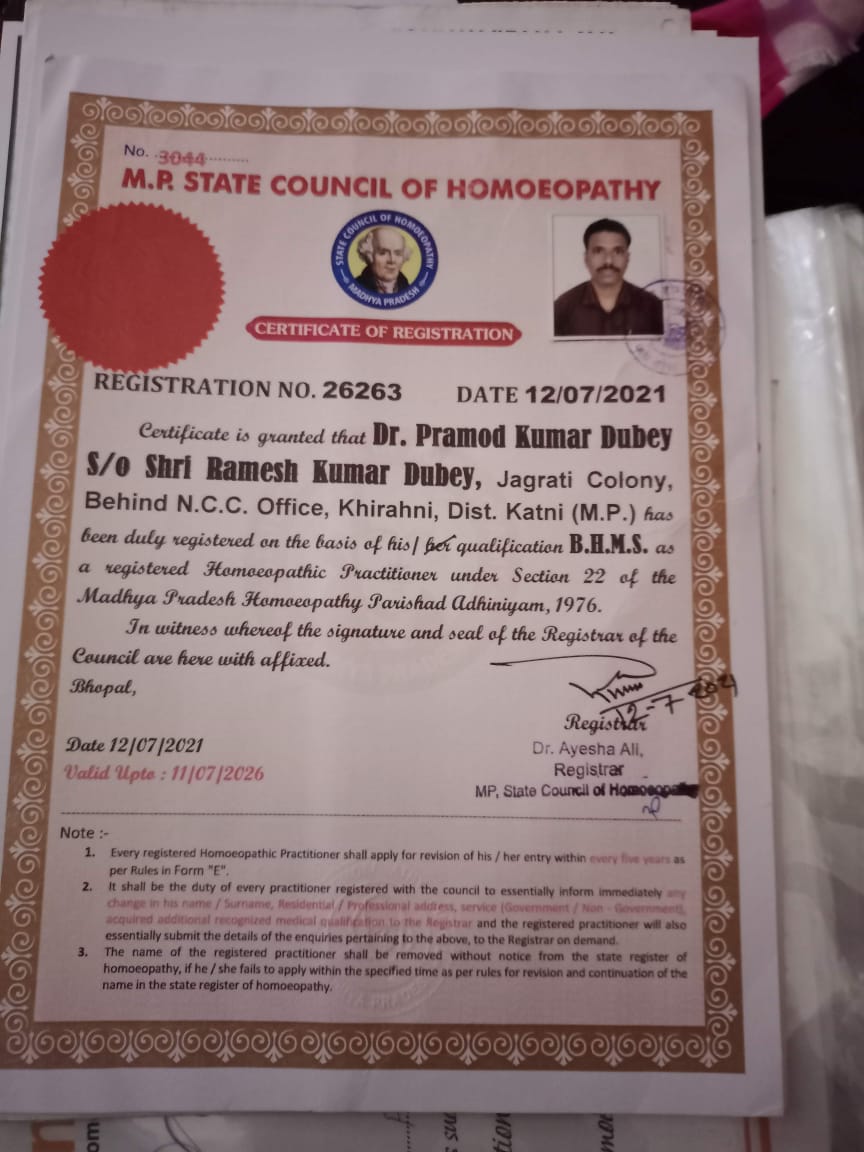 No. 3044
M.P. STATE COUNCIL OF HOMOEOPATHY
STATE COUNCIL OF HOMOEOPATHY
MADHYA PRADESH
CERTIFICATE OF REGISTRATION
REGISTRATION NO. 26263 DATE 12/07/2021
Certificate is granted that Dr. Pramod Kumar Dubey
S/o Shri Ramesh Kumar Dubey, Jagrati Colony,
Behind N.C.C. Office, Khirahni, Dist. Katni (M.P.) has
been duly registered on the basis of his/ her qualification B.H.M.S. as
a registered Homoeopathic Practitioner under Section 22 of the
Madhya Pradesh Homoeopathy Parishad Adhiniyam, 1976.
In witness whereof the signature and seal of the Registrar of the
Council are here with affixed.
Bhopal,
12-7-2021
Registrar
Date 12/07/2021
Dr. Ayesha Ali,
Valid Upto : 11/07/2026
Registrar
MP, State Council of Homoeopathy
Note :-
1. Every registered Homoeopathic Practitioner shall apply for revision of his / her entry within every five years as
per Rules in Form "E".
2. It shall be the duty of every practitioner registered with the council to essentially inform immediately any
change in his name / Surname, Residential / Professional address, service (Government / Non - Government),
acquired additional recognized medical qualification to the Registrar and the registered practitioner will also
essentially submit the details of the enquiries pertaining to the above, to the Registrar on demand.
3. The name of the registered practitioner shall be removed without notice from the state register of
homoeopathy, if he / she fails to apply within the specified time as per rules for revision and continuation of the
name in the state register of homoeopathy.